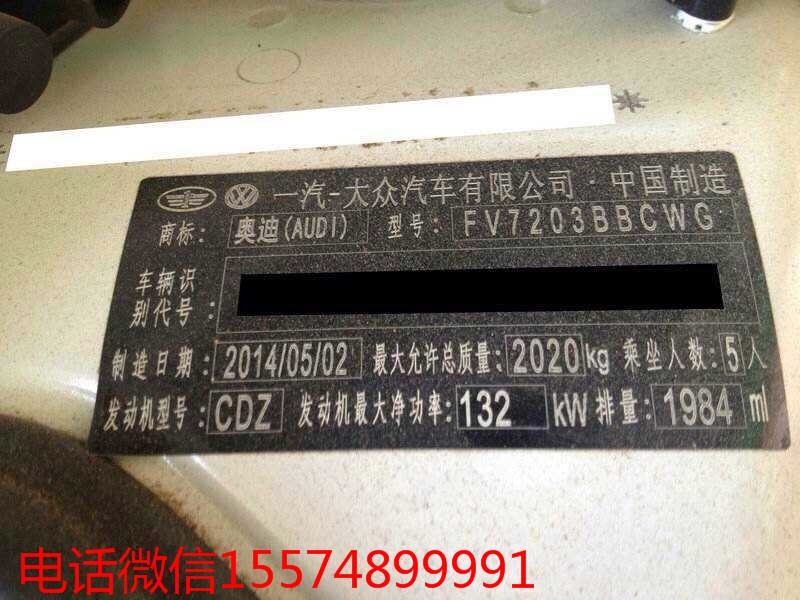 *
一汽-大众汽车有限公司·中国制造
商标: 奥迪(AUDI) 型号: FV7203BBCWG
车辆识
别代号:
制造日期: 2014/05/02 最大允许总质量: 2020kg 乘坐人数: 5人
发动机型号: CDZ 发动机最大净功率: 132 kW 排量: 1984 ml
电话微信15574899991